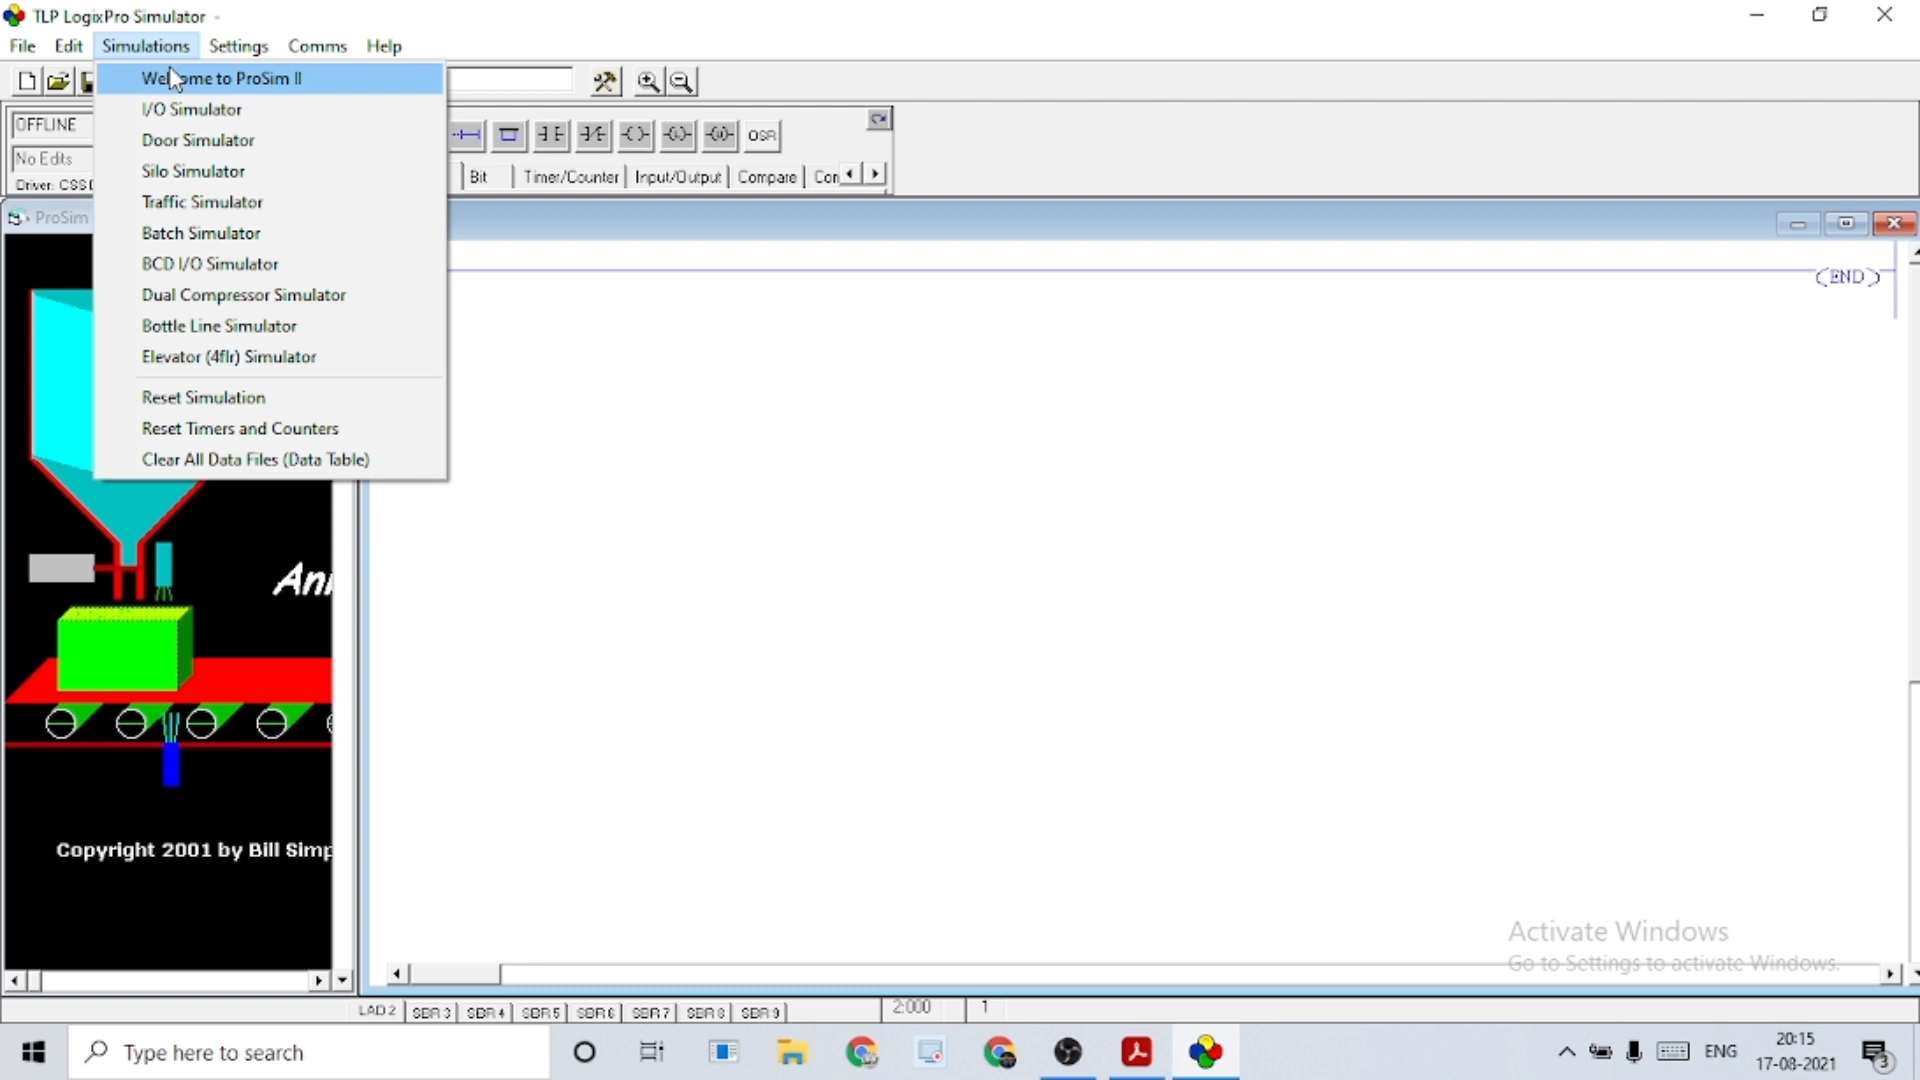 TLP LogixPro Simulator -
File Edit Simulations Settings Comms Help
Welcome to ProSim II
I/O Simulator
Door Simulator
Silo Simulator
Traffic Simulator
Batch Simulator
BCD I/O Simulator
Dual Compressor Simulator
Bottle Line Simulator
Elevator (4flr) Simulator
Reset Simulation
Reset Timers and Counters
Clear All Data Files (Data Table)
OFFLINE
No Edits
Driver: CSS
OSR
Bit Timer/Counter Input/Output Compare Con
ProSim
(END)
Ani
Copyright 2001 by Bill Simp
Activate Windows
Go to Settings to activate Windows.
LAD 2 SBR 3 SBR 4 SBR 5 SBR 6 SBR 7 SBR 8 SBR 9 2:000 1
Type here to search
ENG
20:15
17-08-2021
3